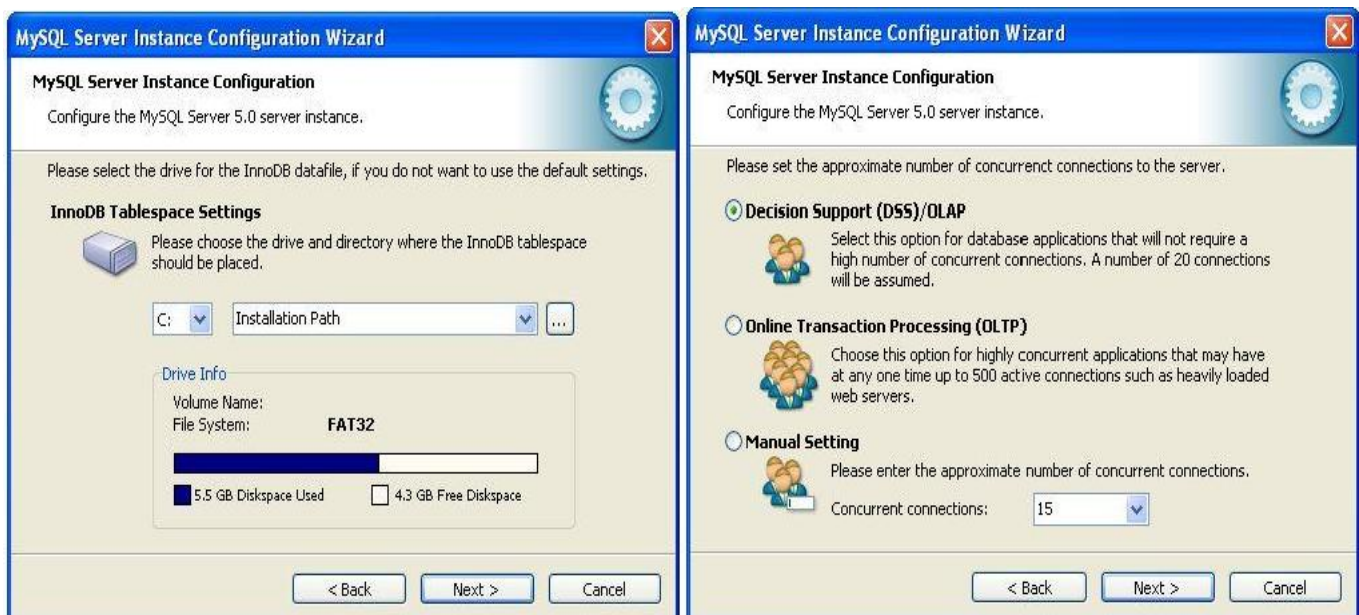 MySQL Server Instance Configuration Wizard
MySQL Server Instance Configuration
Configure the MySQL Server 5.0 server instance.
Please select the drive for the InnoDB datafile, if you do not want to use the default settings.
InnoDB Tablespace Settings
Please choose the drive and directory where the InnoDB tablespace
should be placed.
C: Installation Path ...
Drive Info
Volume Name:
File System: FAT32
5.5 GB Diskspace Used 4.3 GB Free Diskspace
< Back Next > Cancel
MySQL Server Instance Configuration Wizard
MySQL Server Instance Configuration
Configure the MySQL Server 5.0 server instance.
Please set the approximate number of concurrenct connections to the server.
Decision Support (DSS)/OLAP
Select this option for database applications that will not require a
high number of concurrent connections. A number of 20 connections
will be assumed.
Online Transaction Processing (OLTP)
Choose this option for highly concurrent applications that may have
at any one time up to 500 active connections such as heavily loaded
web servers.
Manual Setting
Please enter the approximate number of concurrent connections.
Concurrent connections: 15
< Back Next > Cancel